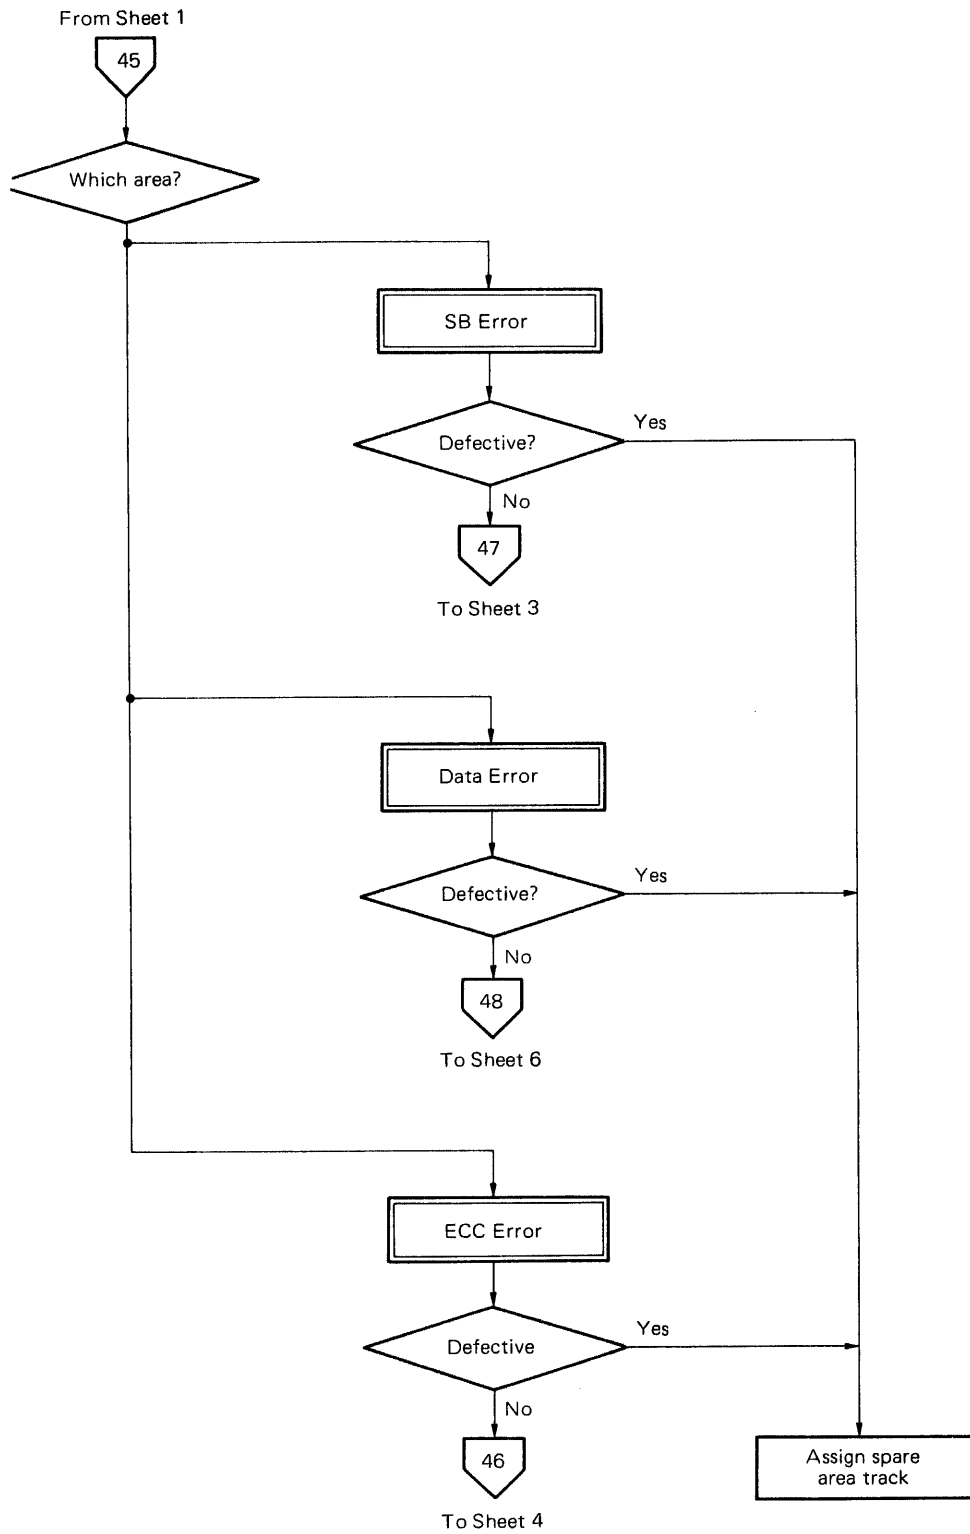 From Sheet 1
45
Which area?
SB Error
Defective?
Yes
No
47
To Sheet 3
Data Error
Defective?
Yes
No
48
To Sheet 6
ECC Error
Defective
Yes
No
46
To Sheet 4
Assign spare
area track